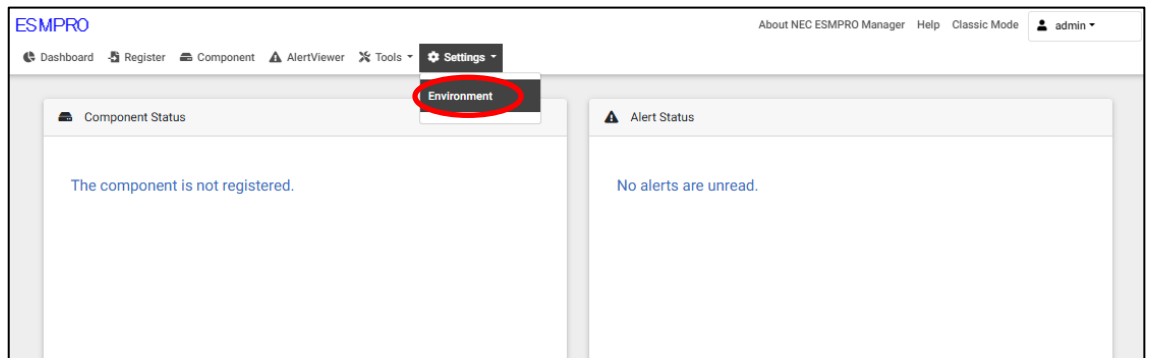 ESMPRO
About NEC ESMPRO Manager Help Classic Mode admin
Dashboard Register Component AlertViewer Tools Settings
Environment
Component Status
Alert Status
The component is not registered.
No alerts are unread.